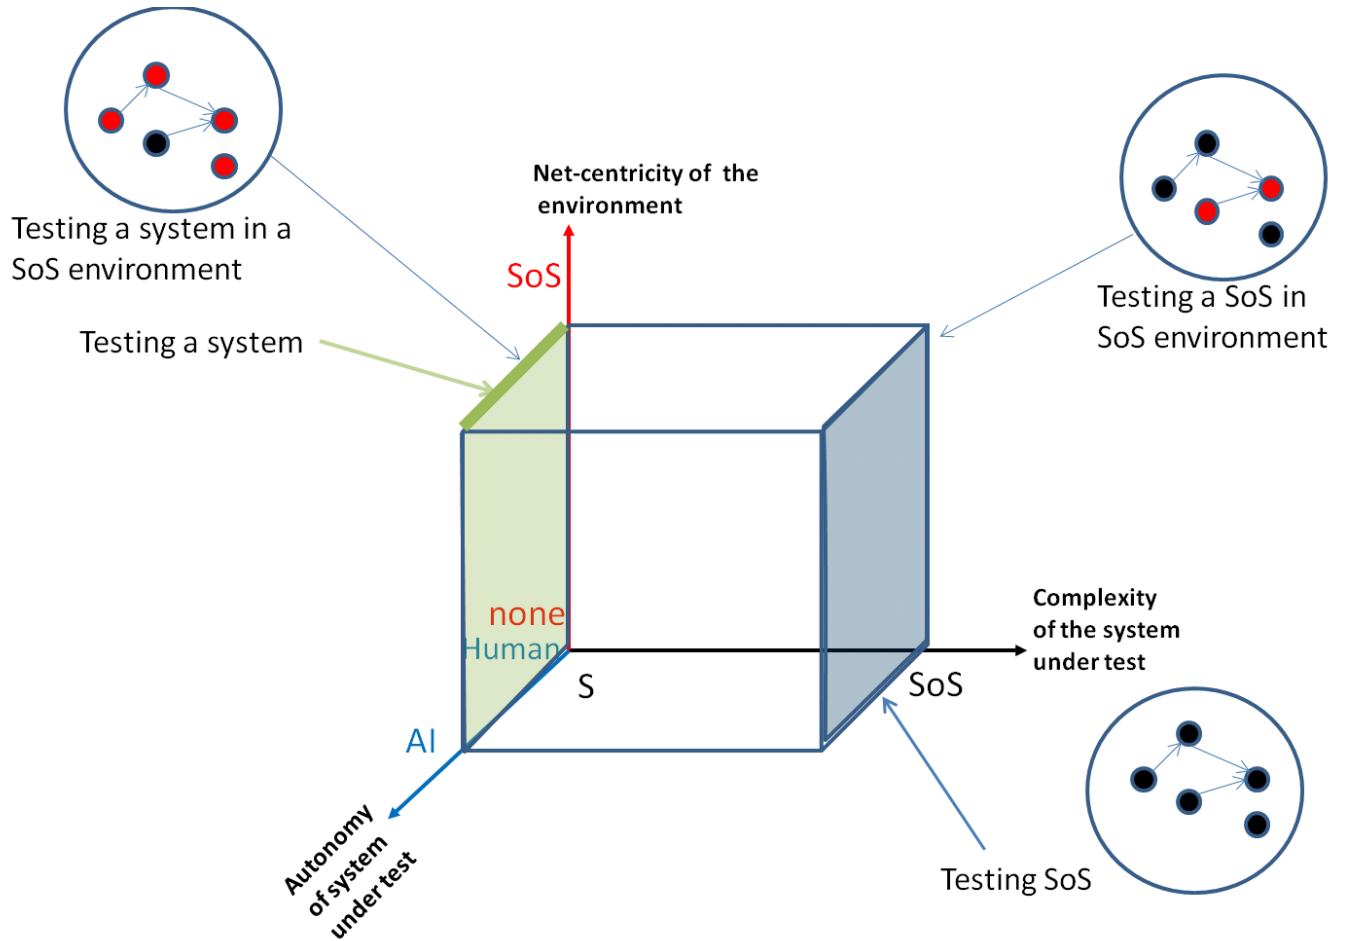 Testing a system in a
SoS environment
Testing a system
Net-centricity of the
environment
SoS
Testing a SoS in
SoS environment
none
Human
S
SoS
Complexity
of the system
under test
AI
Autonomy
of system
under test
Testing SoS